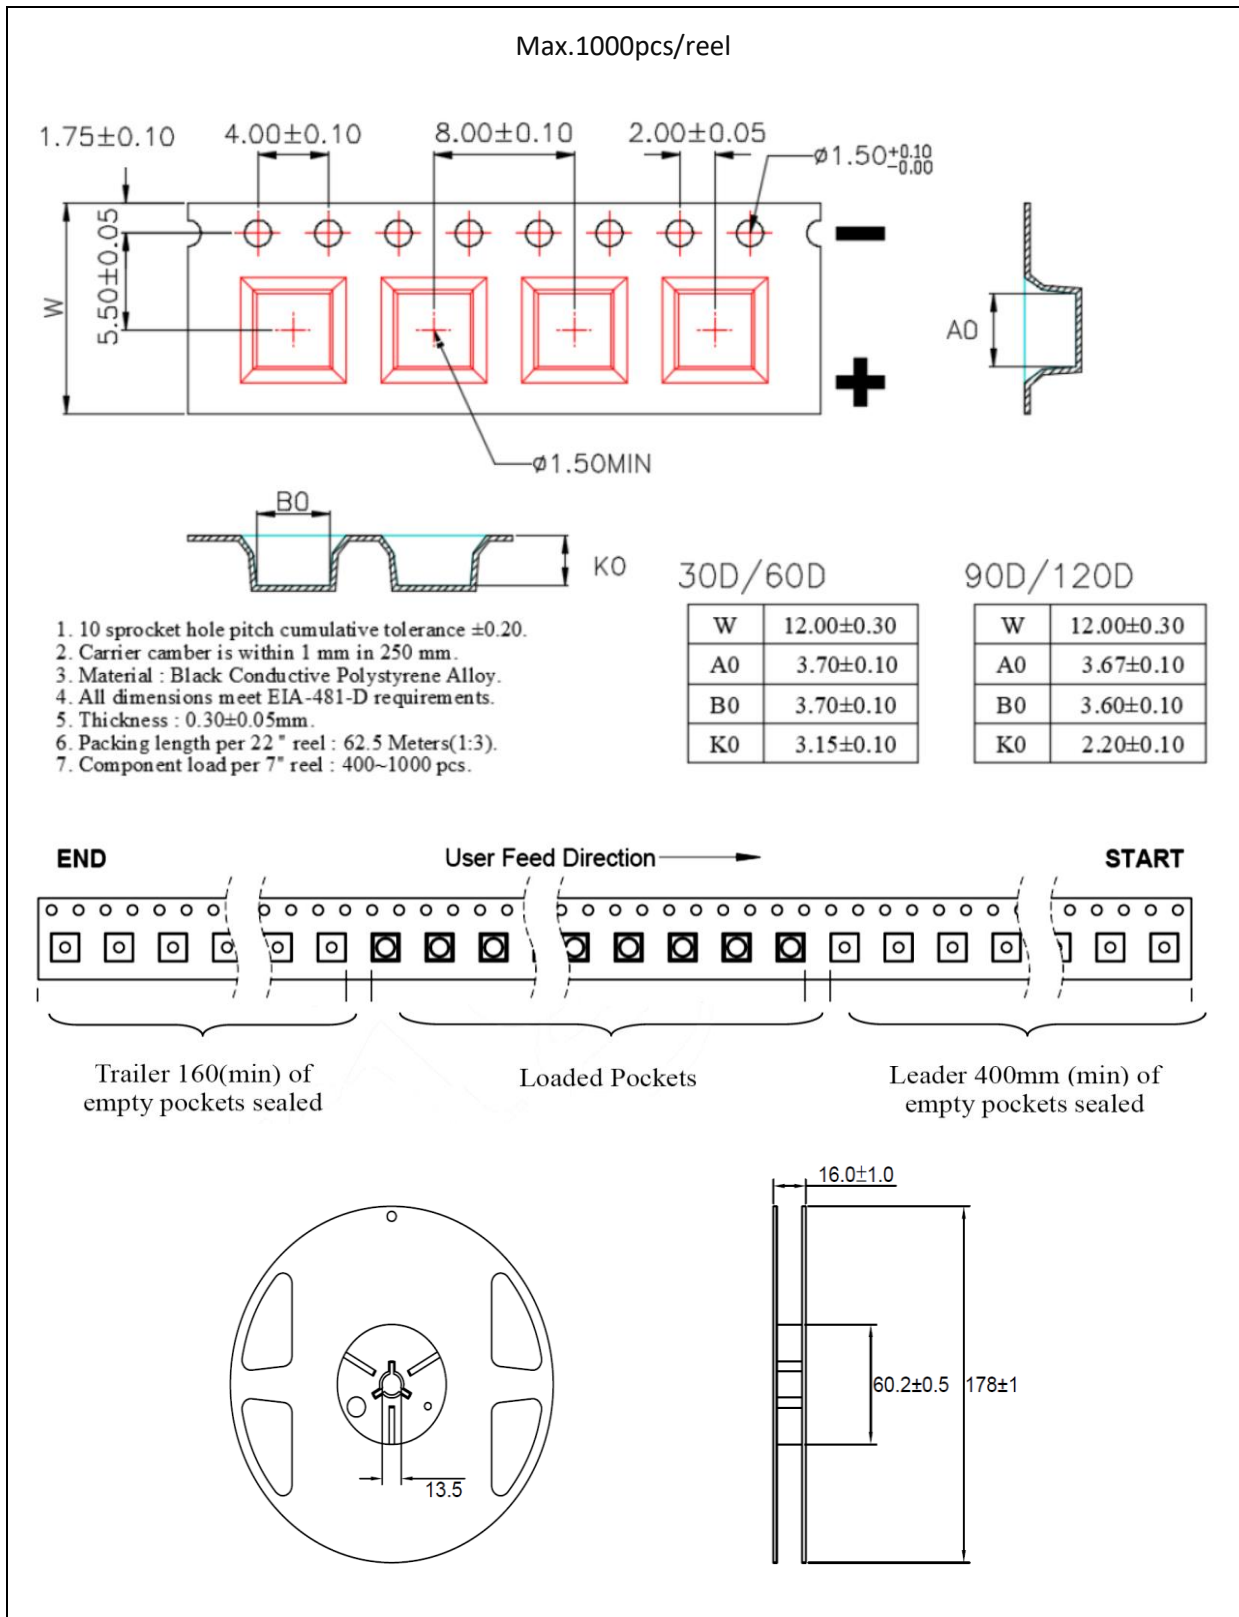 Max.1000pcs/reel
1.75±0.10 4.00±0.10 8.00±0.10 2.00±0.05
ø1.50+0.10 -0.00
W
5.50±0.05
A0
ø1.50MIN
B0
K0
30D/60D
W 12.00±0.30
A0 3.70±0.10
B0 3.70±0.10
K0 3.15±0.10
90D/120D
W 12.00±0.30
A0 3.67±0.10
B0 3.60±0.10
K0 2.20±0.10
1. 10 sprocket hole pitch cumulative tolerance ±0.20.
2. Carrier camber is within 1 mm in 250 mm.
3. Material : Black Conductive Polystyrene Alloy.
4. All dimensions meet EIA-481-D requirements.
5. Thickness : 0.30±0.05mm.
6. Packing length per 22 " reel : 62.5 Meters(1:3).
7. Component load per 7" reel : 400~1000 pcs.
END User Feed Direction START
Trailer 160(min) of
empty pockets sealed
Loaded Pockets
Leader 400mm (min) of
empty pockets sealed
16.0±1.0
60.2±0.5 178±1
13.5